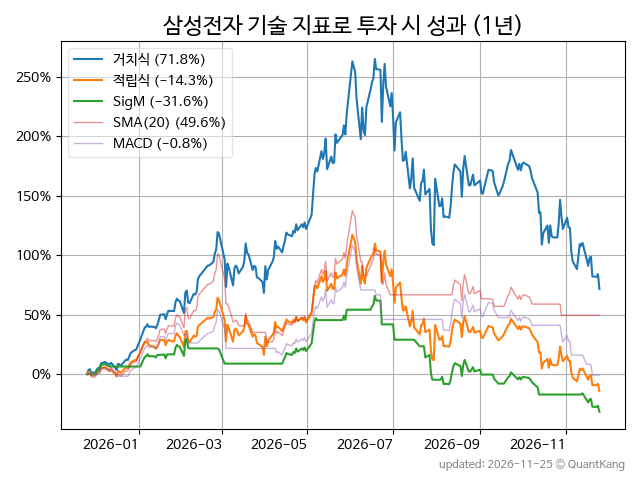 삼성전자 기술 지표로 투자 시 성과 (1년)
거치식 (71.8%)
적립식 (−14.3%)
SigM (−31.6%)
SMA(20) (49.6%)
MACD (−0.8%)
250%
200%
150%
100%
50%
0%
2026-01 2026-03 2026-05 2026-07 2026-09 2026-11
updated: 2026-11-25 ⓒ QuantKang